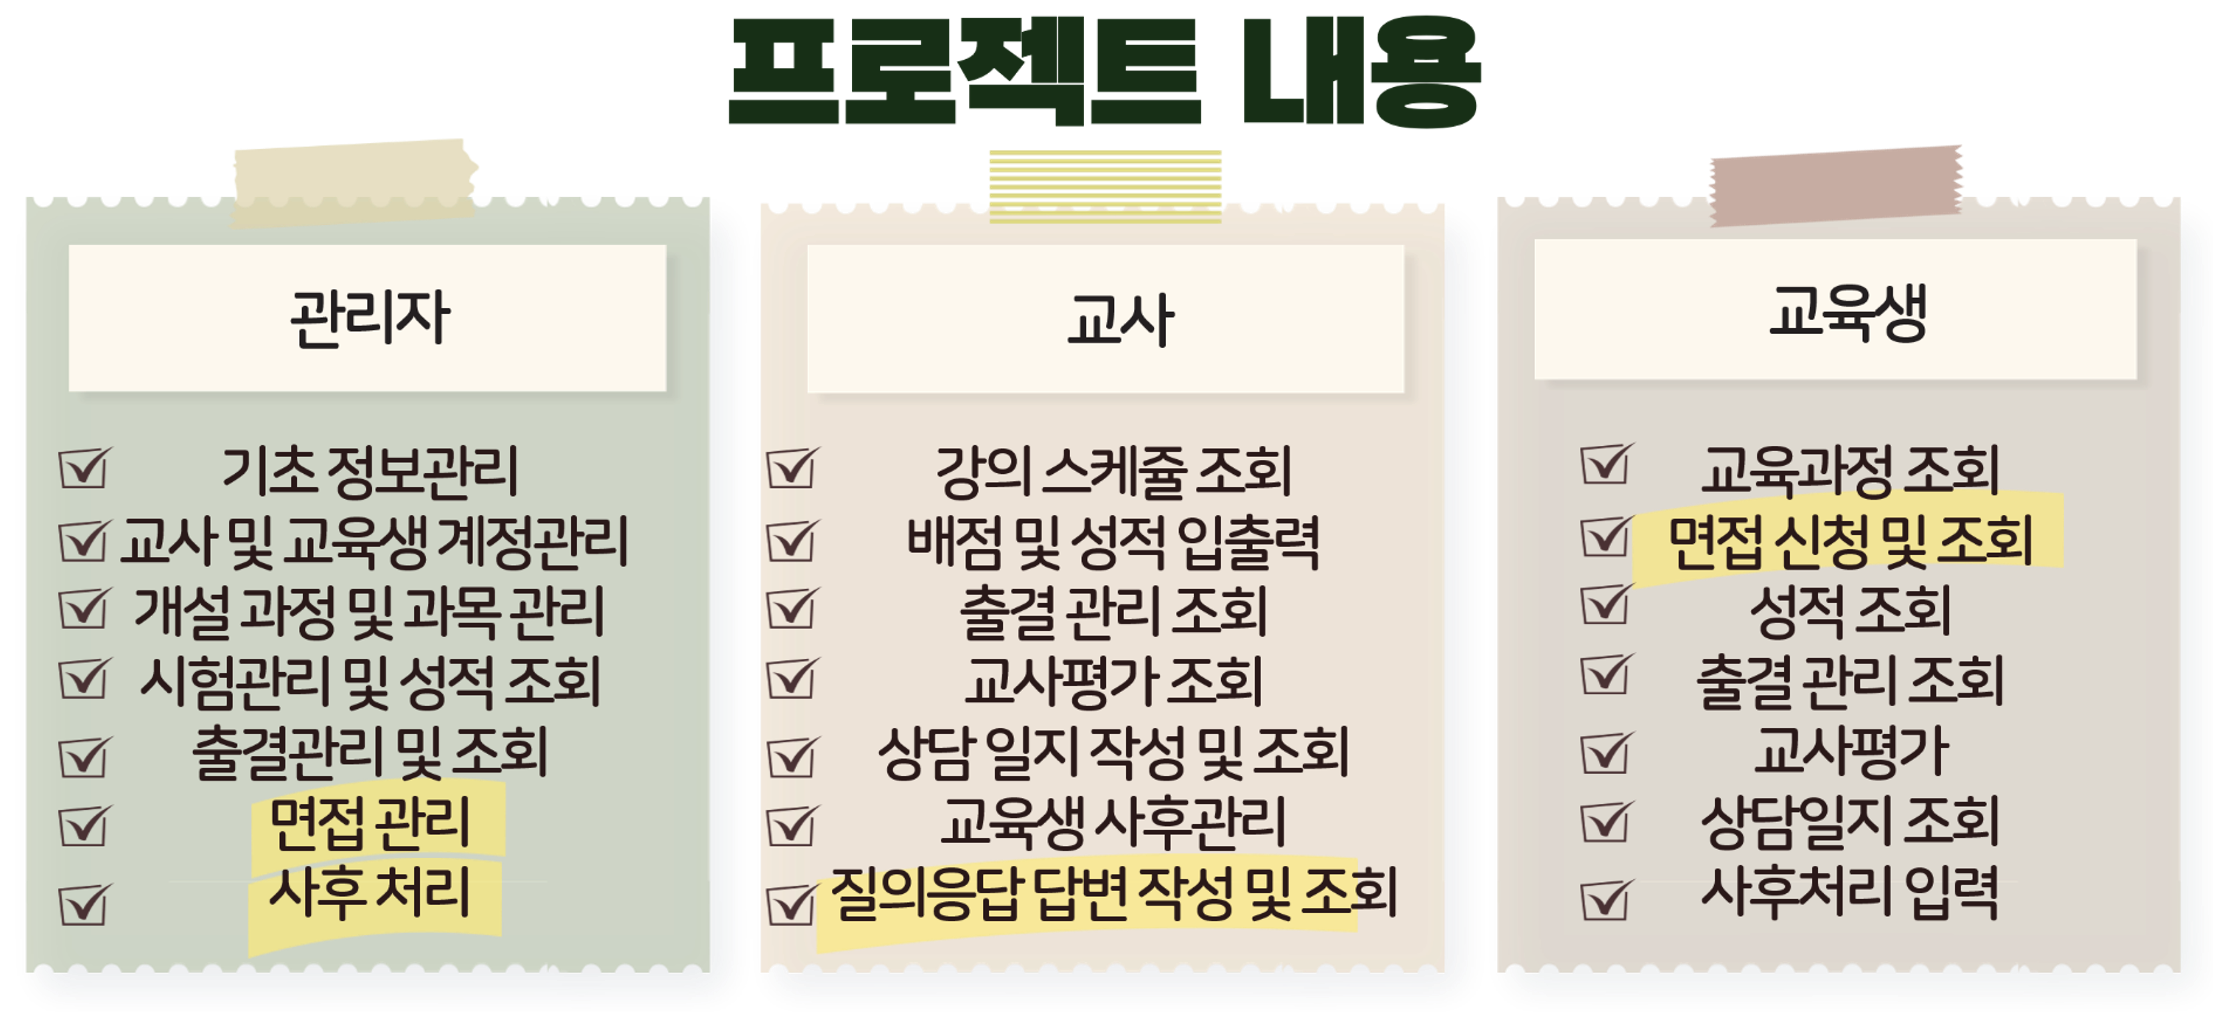 프로젝트 내용
관리자
기초 정보관리
교사 및 교육생 계정관리
개설 과정 및 과목 관리
시험관리 및 성적 조회
출결관리 및 조회
면접 관리
사후 처리
교사
강의 스케쥴 조회
배점 및 성적 입출력
출결 관리 조회
교사평가 조회
상담 일지 작성 및 조회
교육생 사후관리
질의응답 답변 작성 및 조회
교육생
교육과정 조회
면접 신청 및 조회
성적 조회
출결 관리 조회
교사평가
상담일지 조회
사후처리 입력